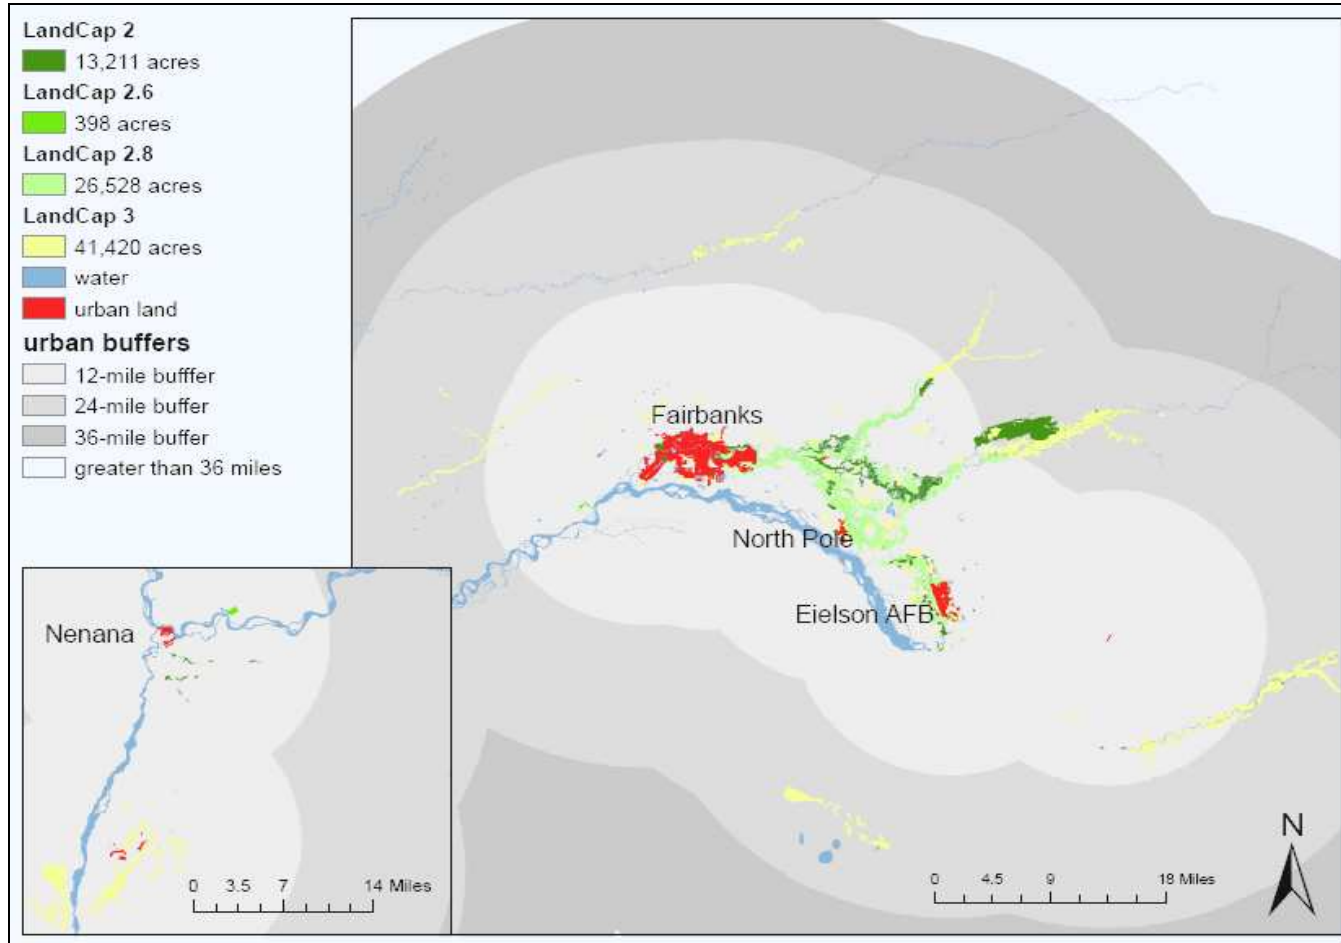 LandCap 2
13,211 acres
LandCap 2.6
398 acres
LandCap 2.8
26,528 acres
LandCap 3
41,420 acres
water
urban land
urban buffers
12-mile bufffer
24-mile buffer
36-mile buffer
greater than 36 miles
Fairbanks
North Pole
Eielson AFB
Nenana
0 3.5 7 14 Miles
0 4.5 9 18 Miles
N